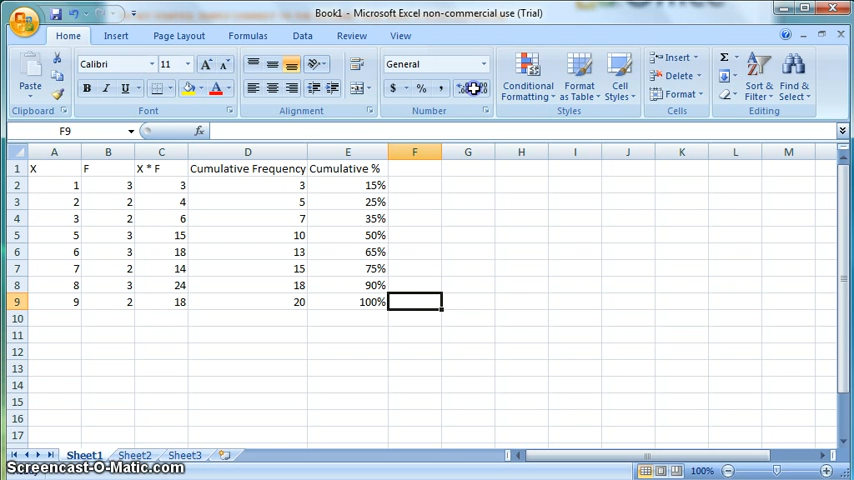 Book1 - Microsoft Excel non-commercial use (Trial)
Home Insert Page Layout Formulas Data Review View
Paste
Clipboard
Calibri 11
B I U
Font
Alignment
General
$ % ,
Number
Conditional Formatting
Format as Table
Cell Styles
Styles
Insert
Delete
Format
Cells
Σ
Sort & Filter
Find & Select
Editing
F9 fx
A B C D E F G H I J K L M
1 X F X * F Cumulative Frequency Cumulative %
2 1 3 3 3 15%
3 2 2 4 5 25%
4 3 2 6 7 35%
5 5 3 15 10 50%
6 6 3 18 13 65%
7 7 2 14 15 75%
8 8 3 24 18 90%
9 9 2 18 20 100%
10
11
12
13
14
15
16
17
Sheet1 Sheet2 Sheet3
Screencast-O-Matic.com
100%